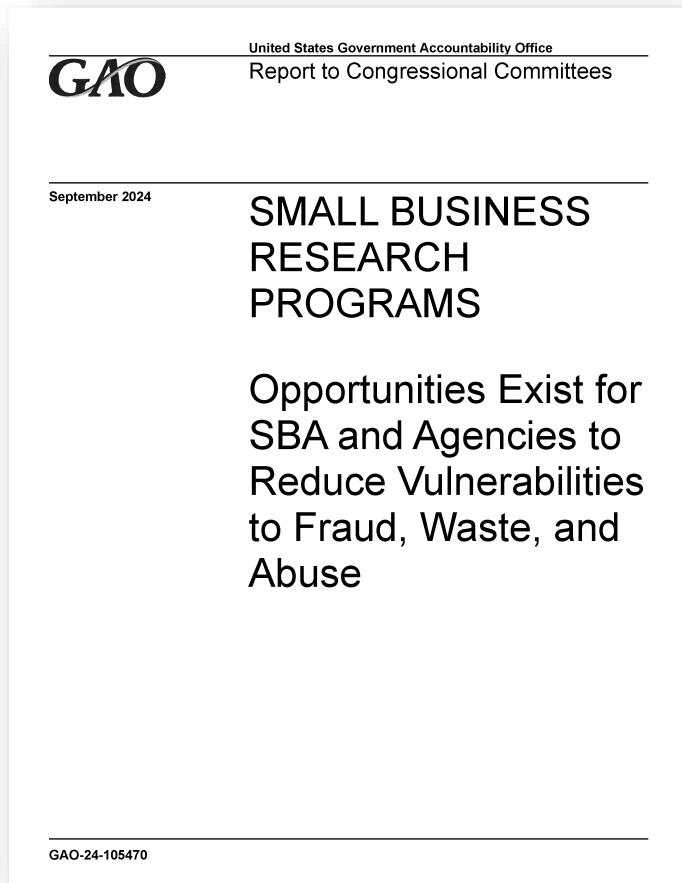 United States Government Accountability Office
GAO
Report to Congressional Committees
September 2024
SMALL BUSINESS
RESEARCH
PROGRAMS
Opportunities Exist for
SBA and Agencies to
Reduce Vulnerabilities
to Fraud, Waste, and
Abuse
GAO-24-105470